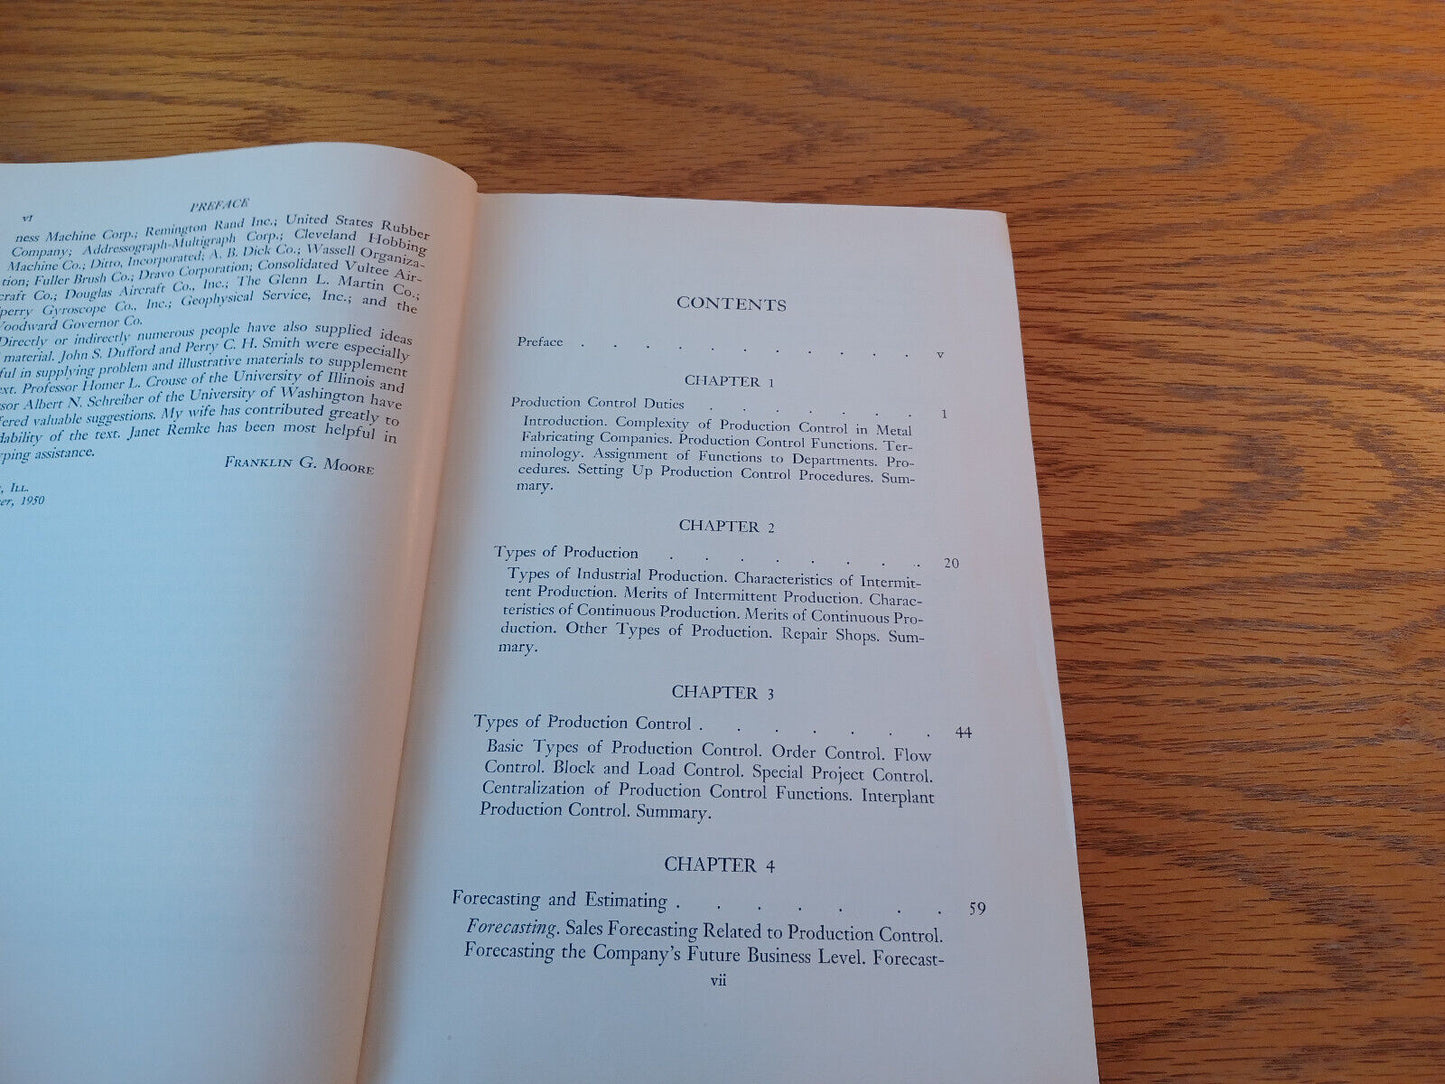 vi PREFACE
ness Machine Corp.; Remington Rand Inc.; United States Rubber
Company; Addressograph-Multigraph Corp.; Cleveland Hobbing
Machine Co.; Ditto, Incorporated; A. B. Dick Co.; Wassell Organiza-
tion; Fuller Brush Co.; Dravo Corporation; Consolidated Vultee Air-
craft Co.; Douglas Aircraft Co., Inc.; The Glenn L. Martin Co.;
perry Gyroscope Co., Inc.; Geophysical Service, Inc.; and the
Woodward Governor Co.
Directly or indirectly numerous people have also supplied ideas
material. John S. Dufford and Perry C. H. Smith were especially
ful in supplying problem and illustrative materials to supplement
ext. Professor Homer L. Crouse of the University of Illinois and
sor Albert N. Schreiber of the University of Washington have
fered valuable suggestions. My wife has contributed greatly to
dability of the text. Janet Remke has been most helpful in
yping assistance.
FRANKLIN G. MOORE
, ILL.
er, 1950
CONTENTS
Preface . . . . . . . . . . . v
CHAPTER 1
Production Control Duties . . . . . . . 1
Introduction. Complexity of Production Control in Metal
Fabricating Companies. Production Control Functions. Ter-
minology. Assignment of Functions to Departments. Pro-
cedures. Setting Up Production Control Procedures. Sum-
mary.
CHAPTER 2
Types of Production . . . . . . . . 20
Types of Industrial Production. Characteristics of Intermit-
tent Production. Merits of Intermittent Production. Charac-
teristics of Continuous Production. Merits of Continuous Pro-
duction. Other Types of Production. Repair Shops. Sum-
mary.
CHAPTER 3
Types of Production Control . . . . . . . 44
Basic Types of Production Control. Order Control. Flow
Control. Block and Load Control. Special Project Control.
Centralization of Production Control Functions. Interplant
Production Control. Summary.
CHAPTER 4
Forecasting and Estimating . . . . . . . 59
Forecasting. Sales Forecasting Related to Production Control.
Forecasting the Company's Future Business Level. Forecast-
vii